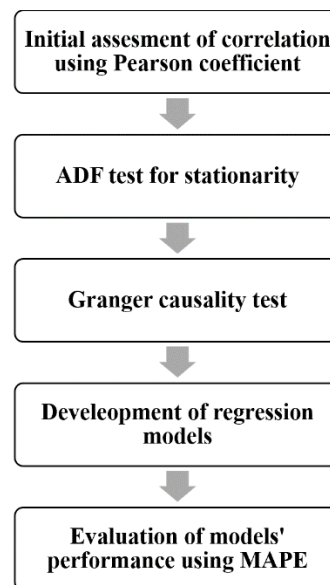 Initial assesment of correlation
using Pearson coefficient
ADF test for stationarity
Granger causality test
Develeopment of regression
models
Evaluation of models'
performance using MAPE